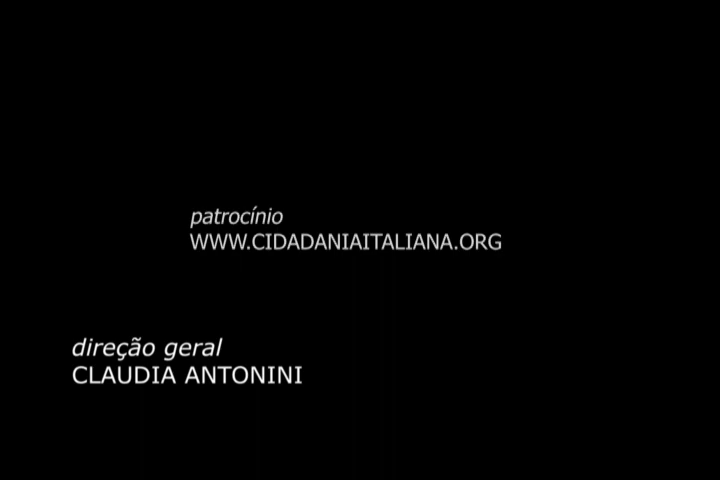 patrocínio
WWW.CIDADANIAITALIANA.ORG
direção geral
CLAUDIA ANTONINI